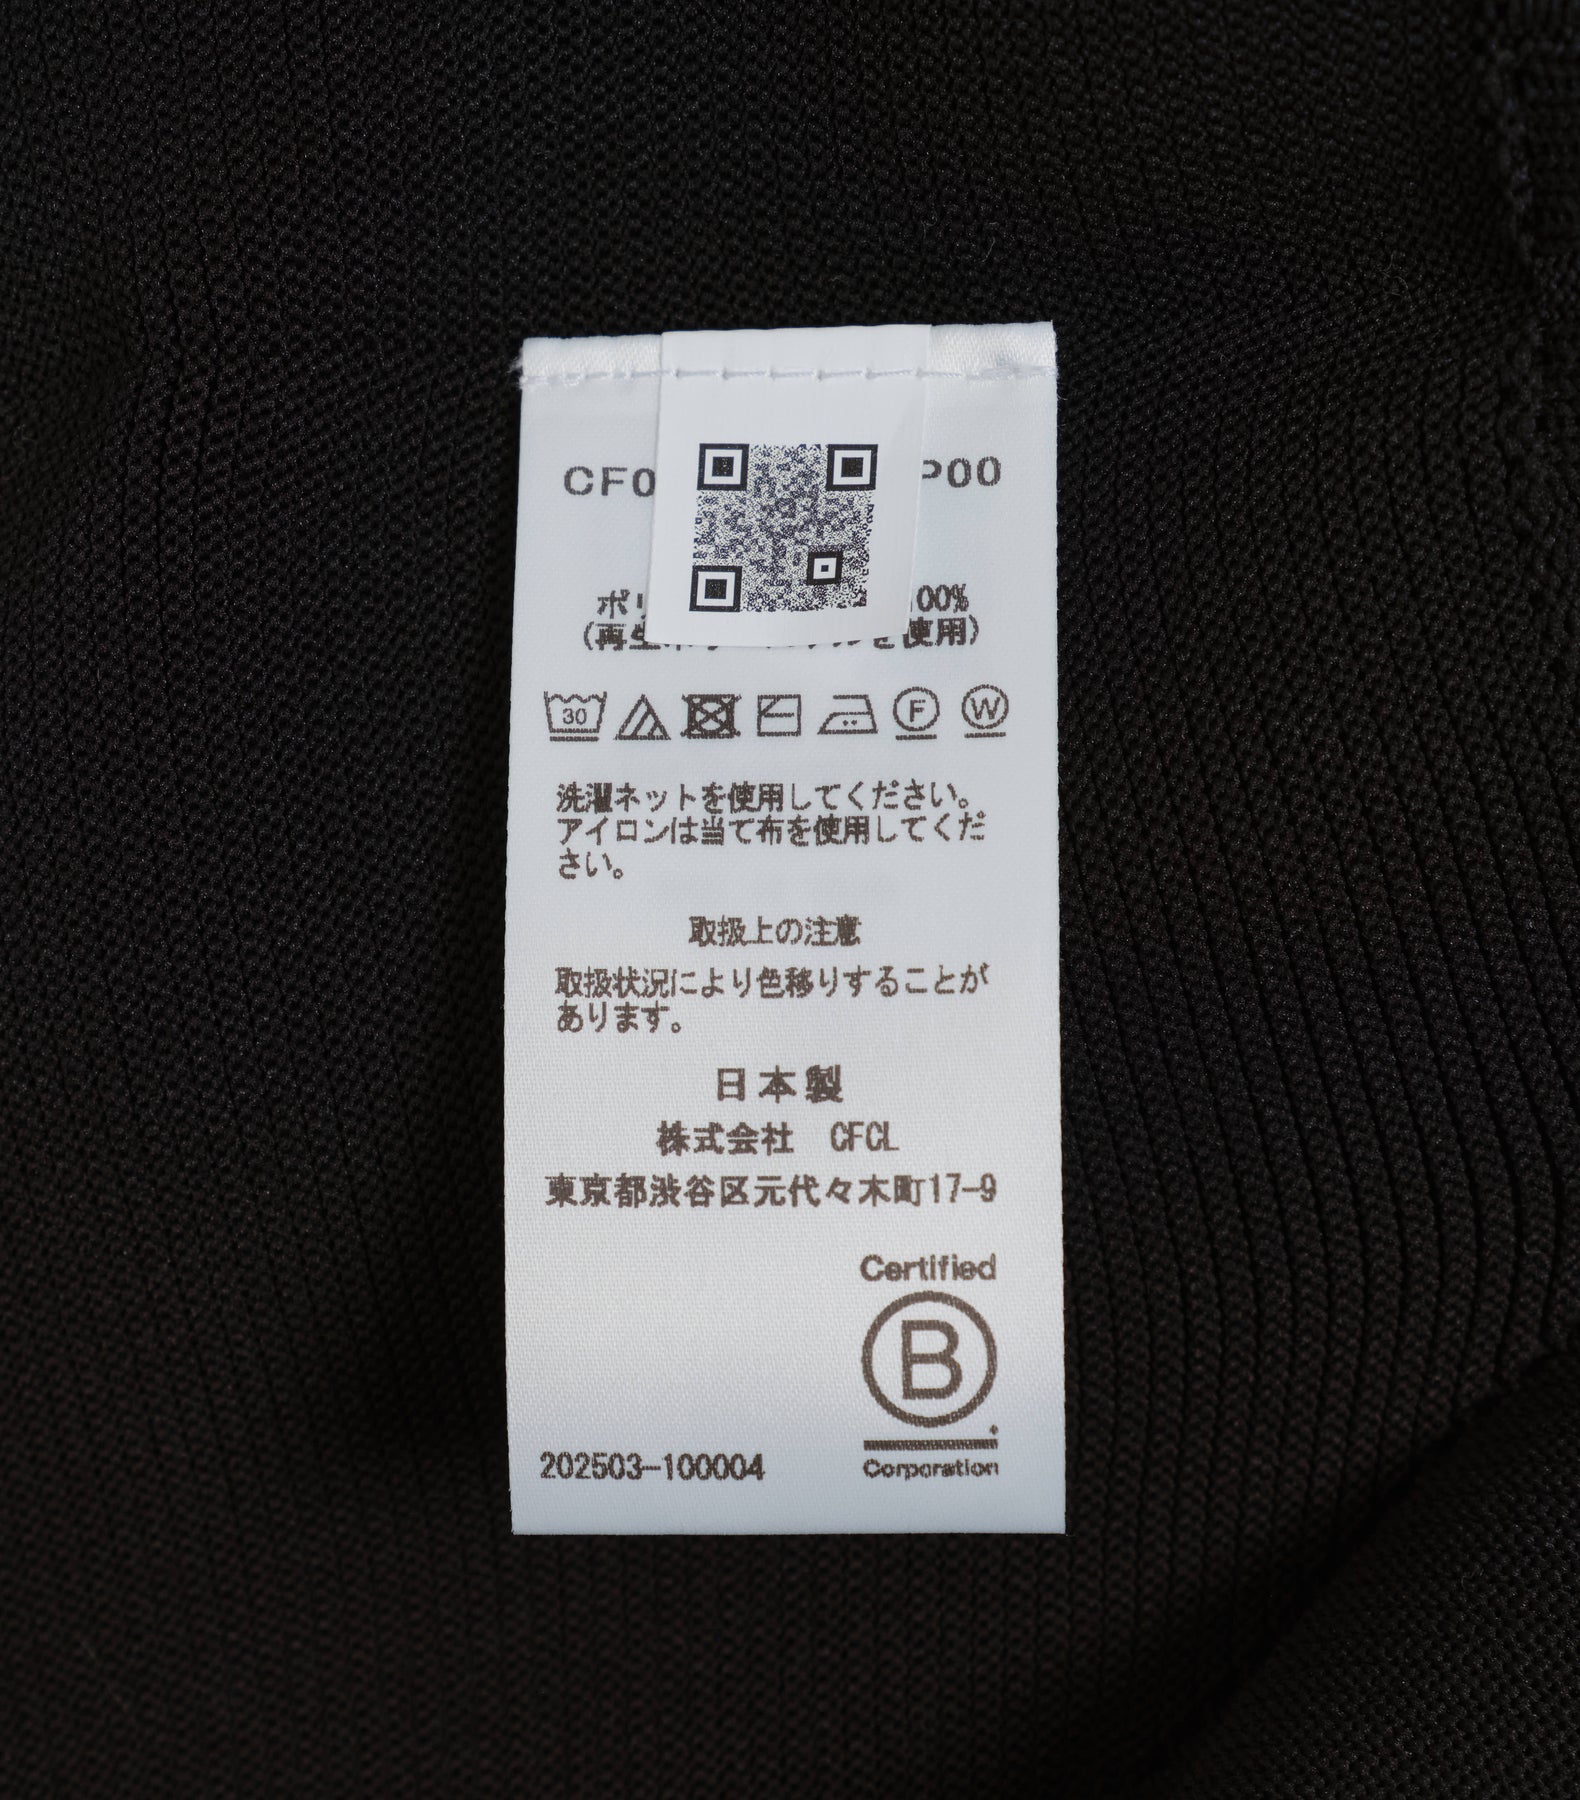 CF0 P00
ポリ 100%
(再生 を使用)
30 F W
洗濯ネットを使用してください。
アイロンは当て布を使用してくだ
さい。
取扱上の注意
取扱状況により色移りすることが
あります。
日本製
株式会社 CFCL
東京都渋谷区元代々木町17-9
Certified
B
Corporation
202503-100004